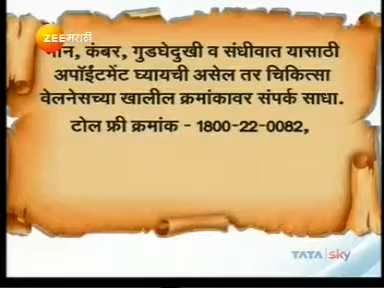 ZEE मराठी
मान, कंबर, गुडघेदुखी व संधीवात यासाठी
अपॉईंटमेंट घ्यायची असेल तर चिकित्सा
वेलनेसच्या खालील क्रमांकावर संपर्क साधा.
टोल फ्री क्रमांक - 1800-22-0082,
TATA sky